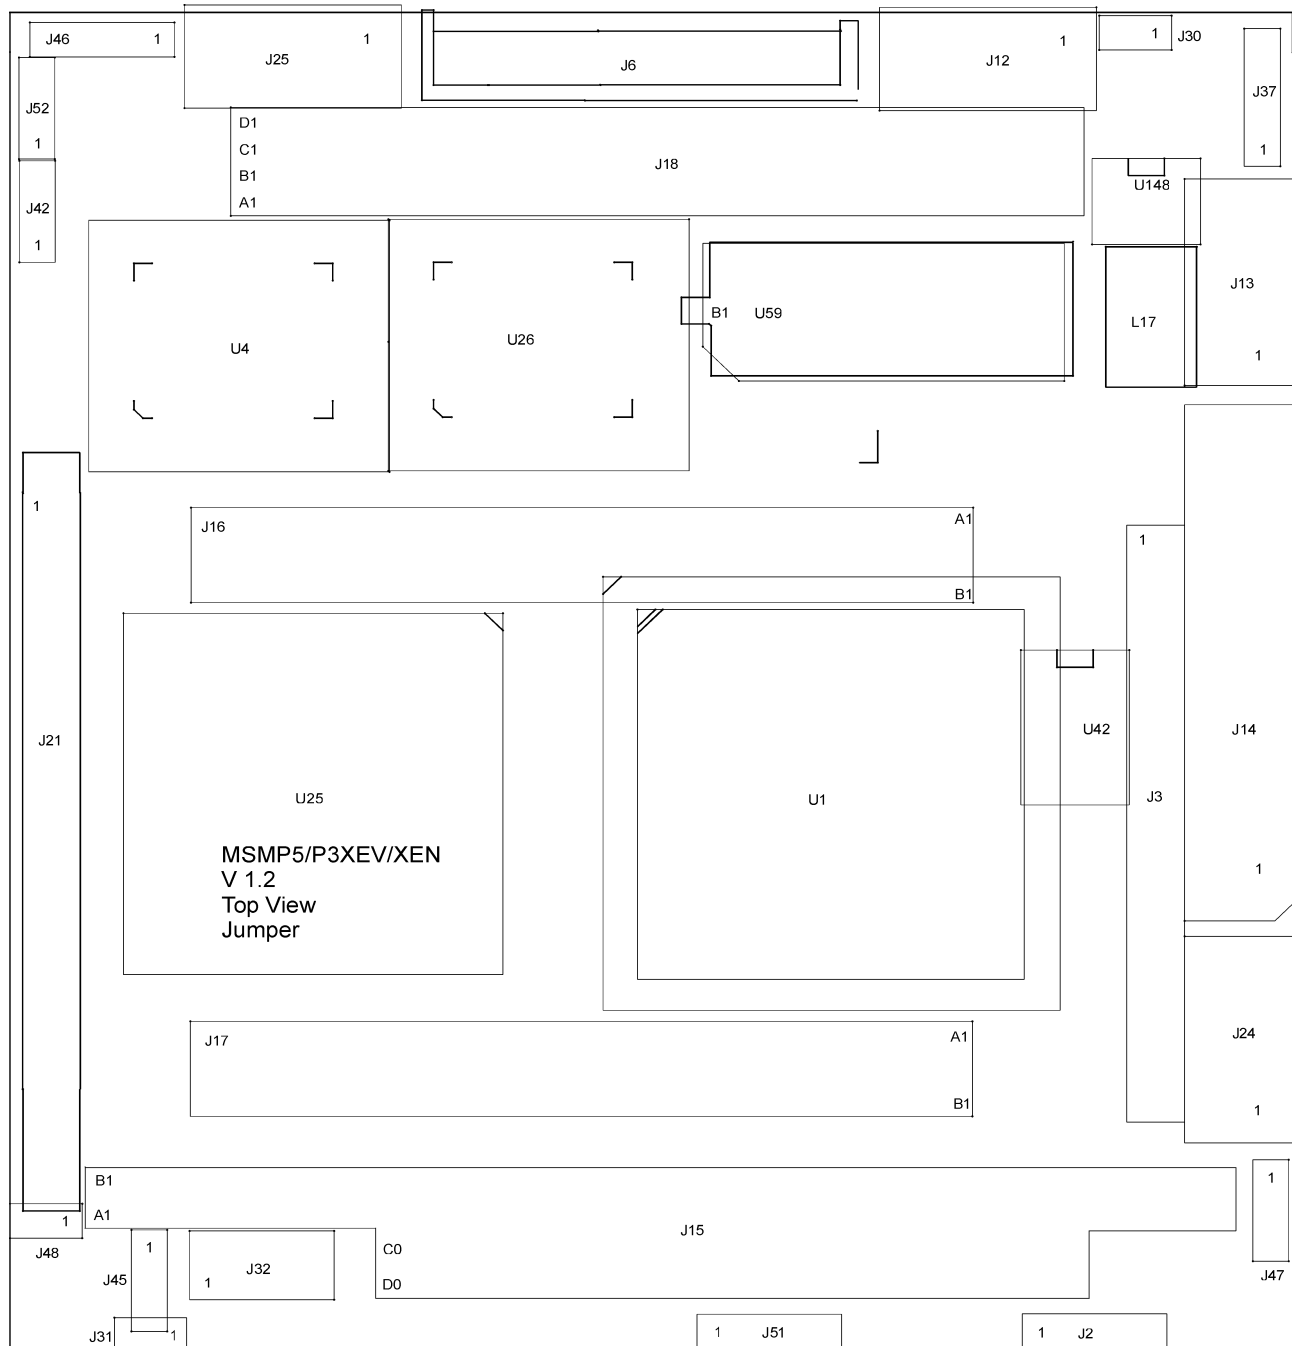 J46 1
J25 1
J6
J12 1
1 J30
J37
1
J52
1
J42
1
D1
C1
B1
A1
J18
U148
J13
1
L17
B1 U59
U26
U4
1
J21
J16
A1
B1
1
J3
U42
J14
1
U1
U25
MSMP5/P3XEV/XEN
V 1.2
Top View
Jumper
J24
1
J17
A1
B1
B1
A1
J15
C0
D0
1
J47
1
J48
1
J45
1 J32
J31 1
1 J51
1 J2